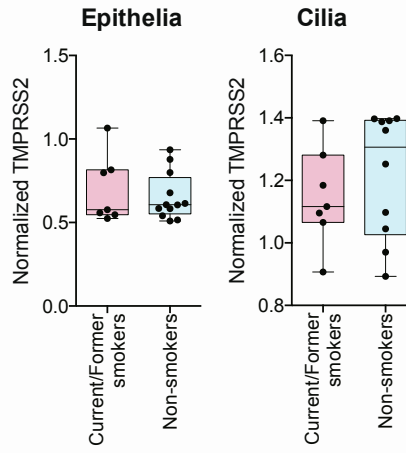 Epithelia
Normalized TMPRSS2
1.5
1.0
0.5
0.0
Current/Former
smokers
Non-smokers
Cilia
Normalized TMPRSS2
1.6
1.4
1.2
1.0
0.8
Current/Former
smokers
Non-smokers